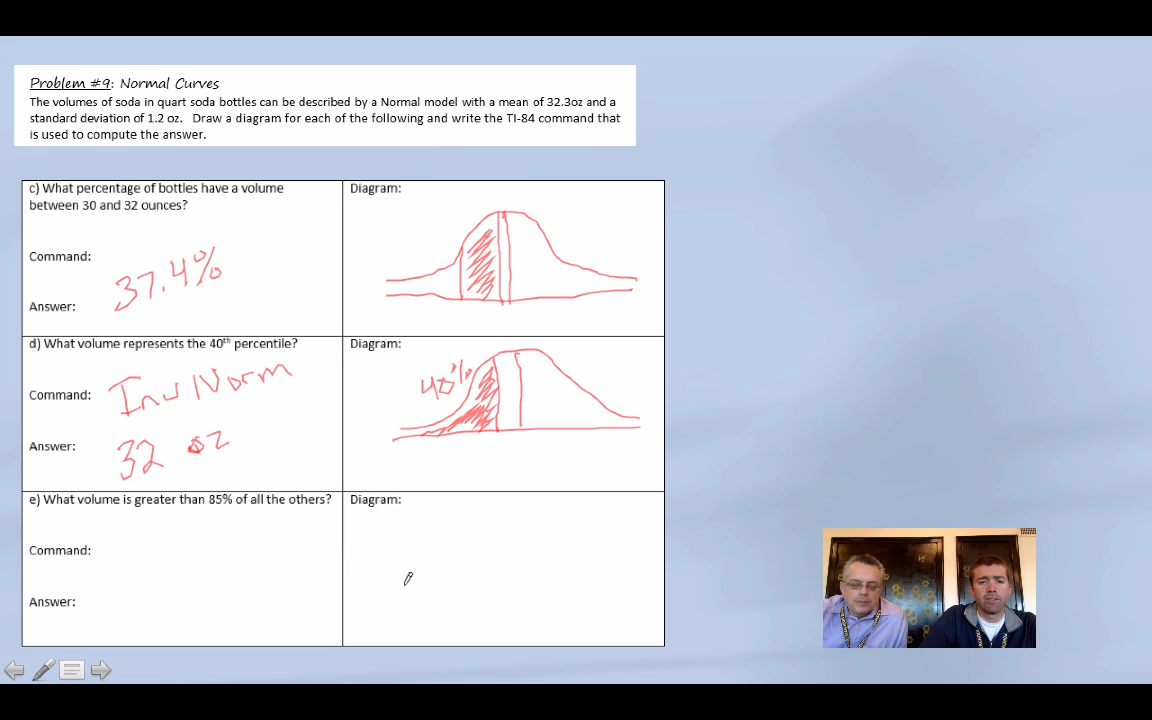 Problem #9: Normal Curves
The volumes of soda in quart soda bottles can be described by a Normal model with a mean of 32.3oz and a
standard deviation of 1.2 oz. Draw a diagram for each of the following and write the TI-84 command that
is used to compute the answer.
c) What percentage of bottles have a volume
between 30 and 32 ounces?
Diagram:
Command:
37.4%
Answer:
d) What volume represents the 40th percentile?
Diagram:
40%
Command: Inv Norm
Answer: 32 oz
e) What volume is greater than 85% of all the others?
Diagram:
Command:
Answer: